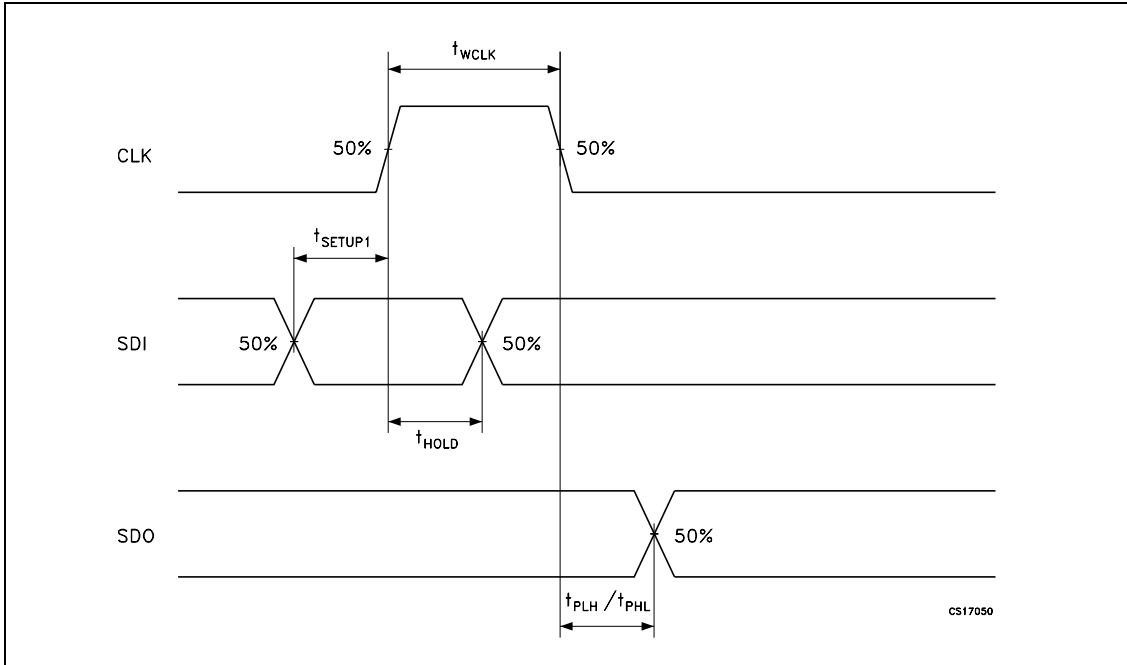 tWCLK
CLK
50%
50%
tSETUP1
SDI
50%
50%
tHOLD
SDO
50%
tPLH/tPHL
CS17050